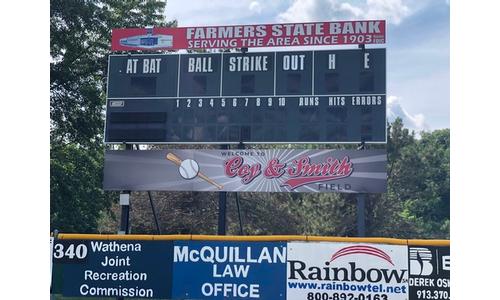 FARMERS STATE BANK
SERVING THE AREA SINCE 1903
AT BAT BALL STRIKE OUT H E
1 2 3 4 5 6 7 8 9 10 RUNS HITS ERRORS
WELCOME TO
Coy & Smith
FIELD
340
Wathena
Joint
Recreation
Commission
McQUILLAN
LAW
OFFICE
Rainbow
www.rainbowtel.net
800-892-0163
B E
DEREK OSW
913.370.